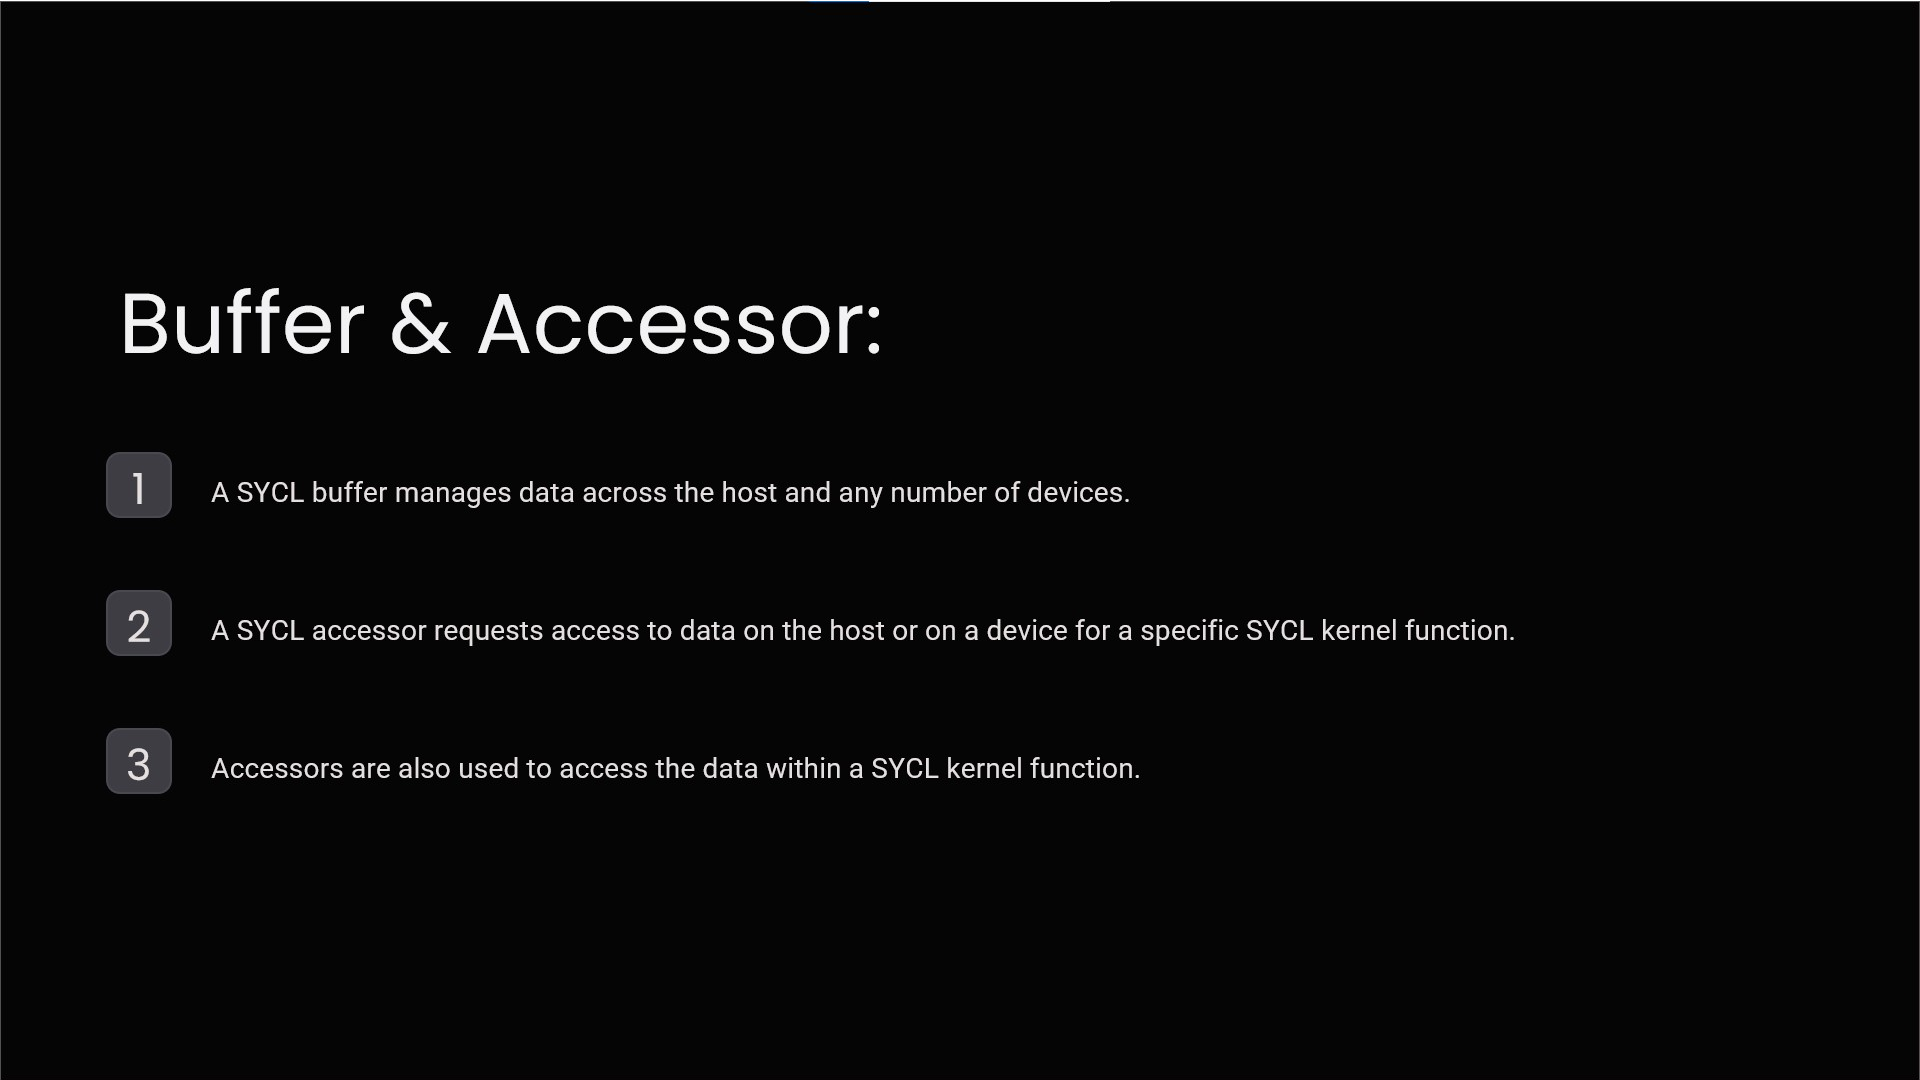 Buffer & Accessor:
1
A SYCL buffer manages data across the host and any number of devices.
2
A SYCL accessor requests access to data on the host or on a device for a specific SYCL kernel function.
3
Accessors are also used to access the data within a SYCL kernel function.